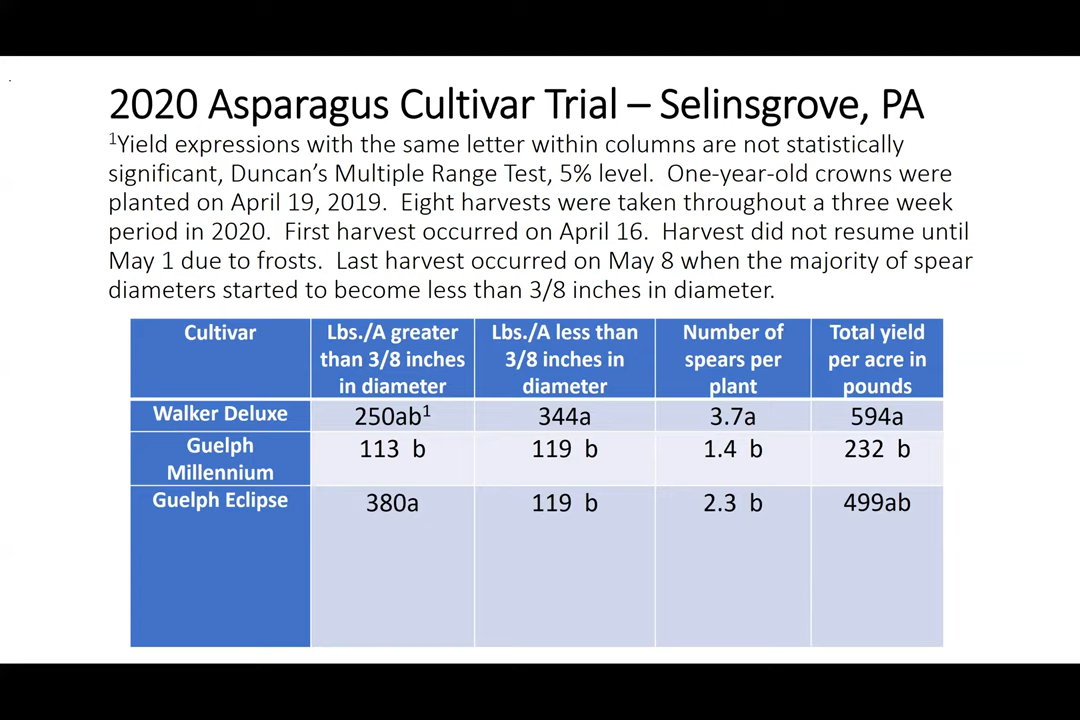 2020 Asparagus Cultivar Trial – Selinsgrove, PA
¹Yield expressions with the same letter within columns are not statistically
significant, Duncan's Multiple Range Test, 5% level.  One-year-old crowns were
planted on April 19, 2019.  Eight harvests were taken throughout a three week
period in 2020.  First harvest occurred on April 16.  Harvest did not resume until
May 1 due to frosts.  Last harvest occurred on May 8 when the majority of spear
diameters started to become less than 3/8 inches in diameter.
Cultivar | Lbs./A greater than 3/8 inches in diameter | Lbs./A less than 3/8 inches in diameter | Number of spears per plant | Total yield per acre in pounds
Walker Deluxe | 250ab¹ | 344a | 3.7a | 594a
Guelph Millennium | 113 b | 119 b | 1.4 b | 232 b
Guelph Eclipse | 380a | 119 b | 2.3 b | 499ab